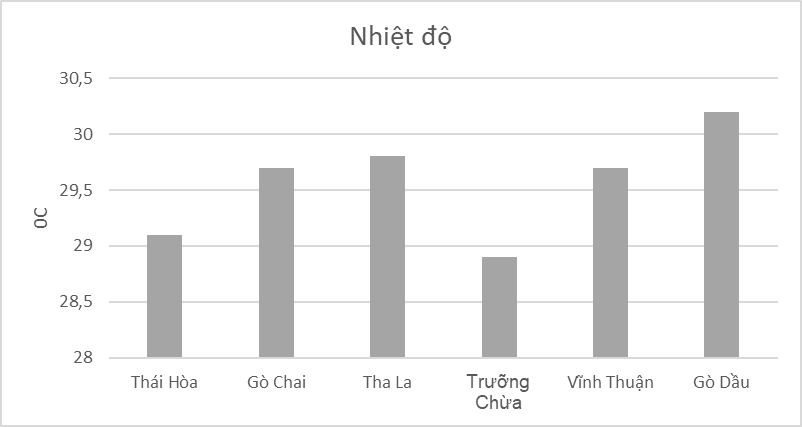 Nhiệt độ
30,5
30
29,5
29
28,5
28
0C
Thái Hòa
Gò Chai
Tha La
Trưỡng
Chừa
Vĩnh Thuận
Gò Dầu